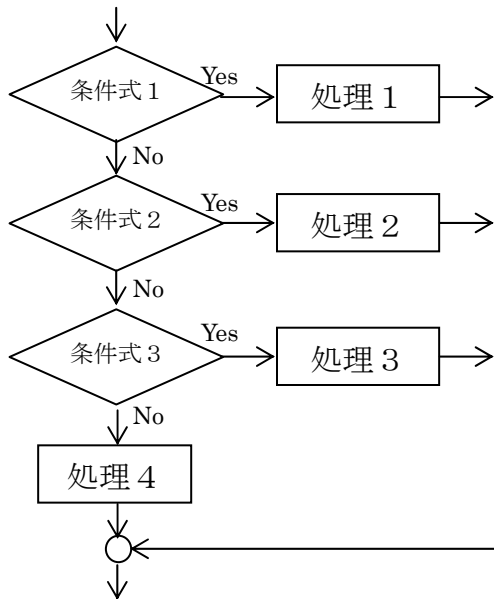 条件式１
Yes
処理１
No
条件式２
Yes
処理２
No
条件式３
Yes
処理３
No
処理４